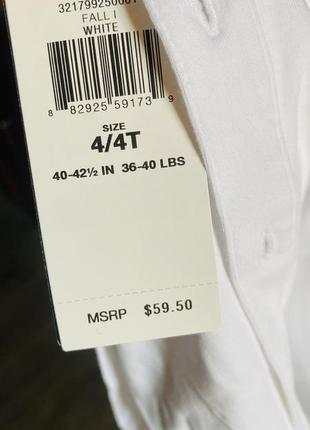 321799250001
FALL I
WHITE
8 82925 59173 9
SIZE
4/4T
40-42½ IN 36-40 LBS
MSRP $59.50